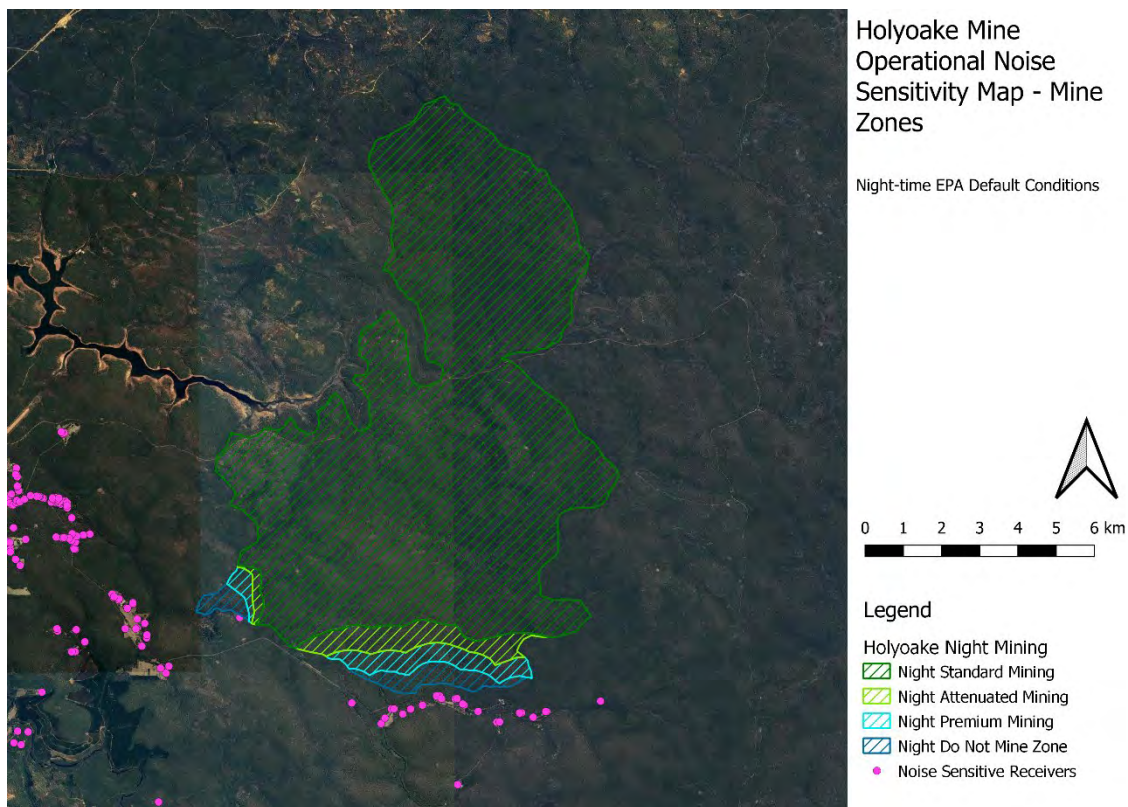 Holyoake Mine
Operational Noise
Sensitivity Map - Mine
Zones
Night-time EPA Default Conditions
0 1 2 3 4 5 6 km
Legend
Holyoake Night Mining
Night Standard Mining
Night Attenuated Mining
Night Premium Mining
Night Do Not Mine Zone
Noise Sensitive Receivers